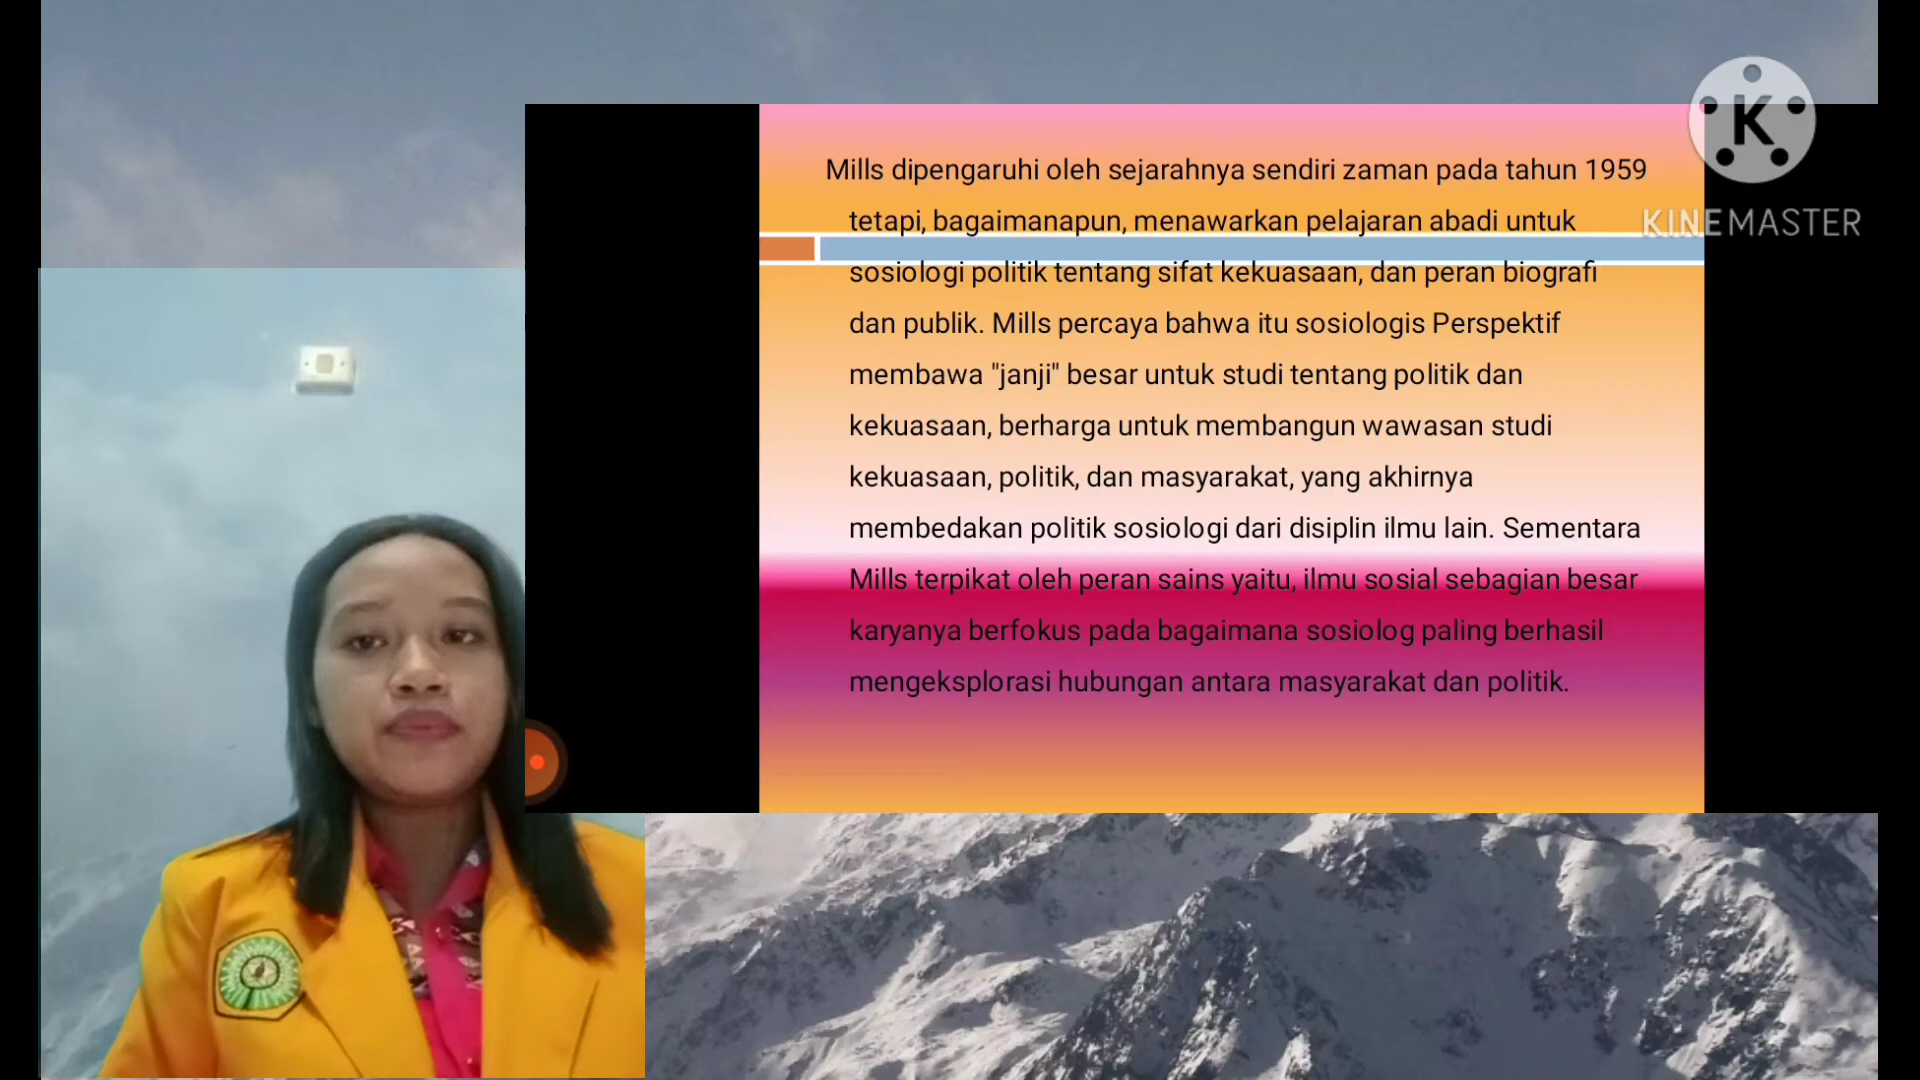 Mills dipengaruhi oleh sejarahnya sendiri zaman pada tahun 1959
tetapi, bagaimanapun, menawarkan pelajaran abadi untuk
sosiologi politik tentang sifat kekuasaan, dan peran biografi
dan publik. Mills percaya bahwa itu sosiologis Perspektif
membawa "janji" besar untuk studi tentang politik dan
kekuasaan, berharga untuk membangun wawasan studi
kekuasaan, politik, dan masyarakat, yang akhirnya
membedakan politik sosiologi dari disiplin ilmu lain. Sementara
Mills terpikat oleh peran sains yaitu, ilmu sosial sebagian besar
karyanya berfokus pada bagaimana sosiolog paling berhasil
mengeksplorasi hubungan antara masyarakat dan politik.
K
KINEMASTER